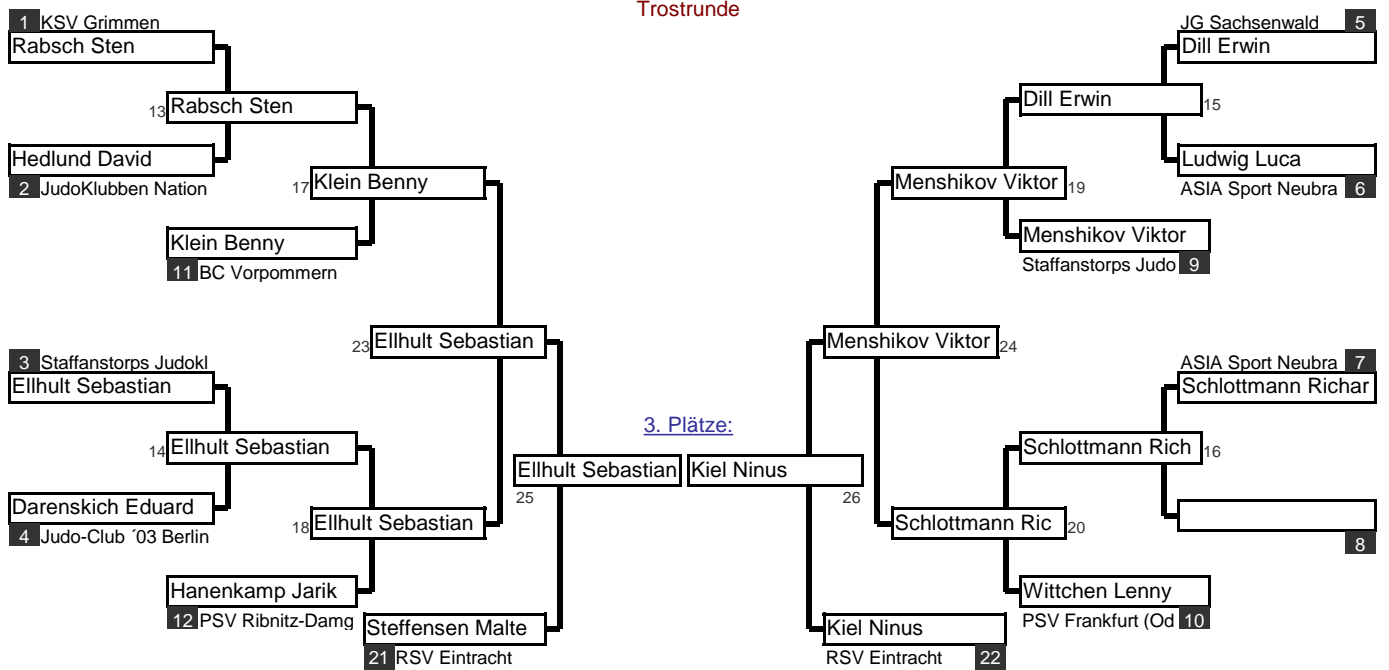 Trostrunde
1 KSV Grimmen
JG Sachsenwald 5
Rabsch Sten
Dill Erwin
13 Rabsch Sten
Dill Erwin 15
Hedlund David
Ludwig Luca
2 JudoKlubben Nation
17 Klein Benny
Menshikov Viktor 19
ASIA Sport Neubra 6
Klein Benny
Menshikov Viktor
11 BC Vorpommern
Staffanstorps Judo 9
23 Ellhult Sebastian
Menshikov Viktor 24
3 Staffanstorps Judokl
ASIA Sport Neubra 7
Ellhult Sebastian
Schlottmann Richar
3. Plätze:
14 Ellhult Sebastian
Schlottmann Rich 16
Ellhult Sebastian
Kiel Ninus
25
26
Darenskich Eduard
4 Judo-Club ´03 Berlin
18 Ellhult Sebastian
Schlottmann Ric 20
8
Hanenkamp Jarik
Wittchen Lenny
12 PSV Ribnitz-Damg
PSV Frankfurt (Od 10
Steffensen Malte
Kiel Ninus
21 RSV Eintracht
RSV Eintracht 22